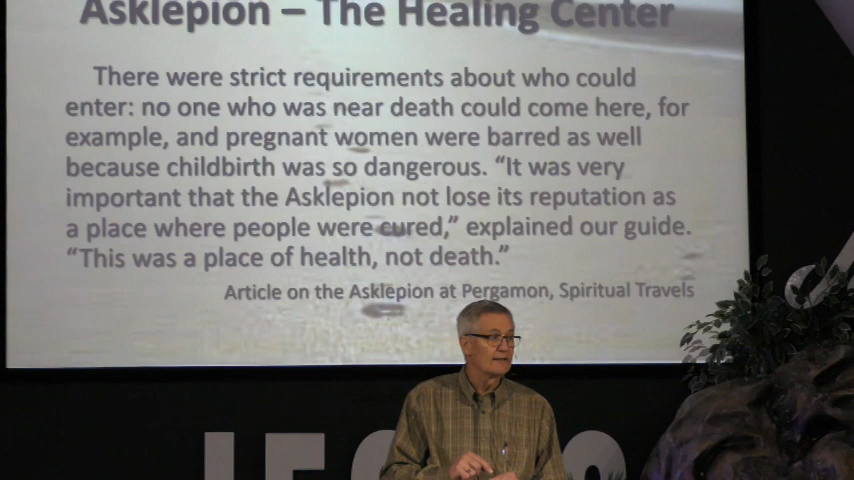 Asklepion – The Healing Center
There were strict requirements about who could
enter: no one who was near death could come here, for
example, and pregnant women were barred as well
because childbirth was so dangerous. “It was very
important that the Asklepion not lose its reputation as
a place where people were cured,” explained our guide.
“This was a place of health, not death.”
Article on the Asklepion at Pergamon, Spiritual Travels